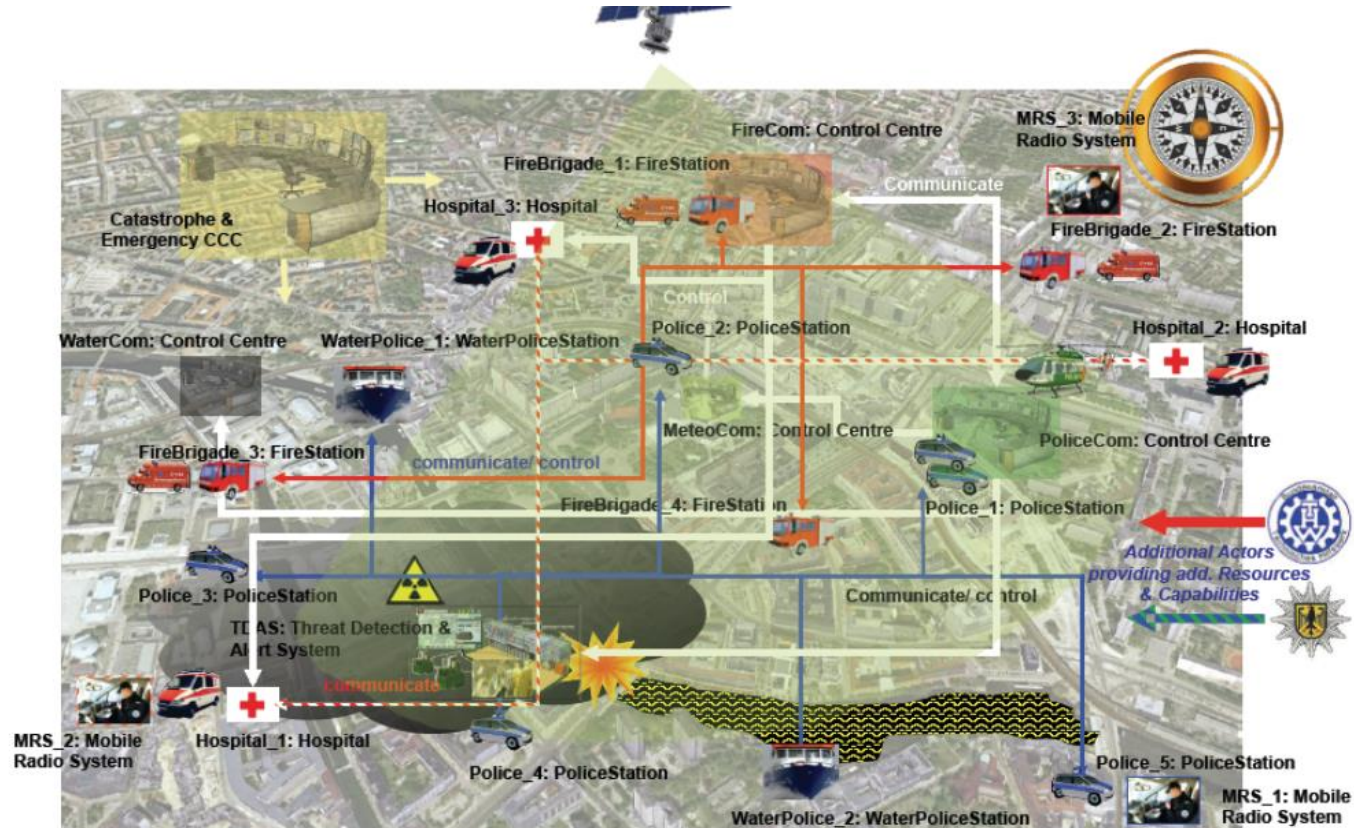 FireCom: Control Centre
MRS_3: Mobile
Radio System
FireBrigade_1: FireStation
Communicate
Hospital_3: Hospital
Catastrophe &
Emergency CCC
FireBrigade_2: FireStation
Control
WaterCom: Control Centre
WaterPolice_1: WaterPoliceStation
Police_2: PoliceStation
Hospital_2: Hospital
MeteoCom: Control Centre
PoliceCom: Control Centre
FireBrigade_3: FireStation
communicate/ control
FireBrigade_4: FireStation
Police_1: PoliceStation
THW
Additional Actors
providing add. Resources
& Capabilities
Police_3: PoliceStation
Communicate/ control
TDAS: Threat Detection &
Alert System
communicate
MRS_2: Mobile
Radio System
Hospital_1: Hospital
Police_4: PoliceStation
Police_5: PoliceStation
WaterPolice_2: WaterPoliceStation
MRS_1: Mobile
Radio System